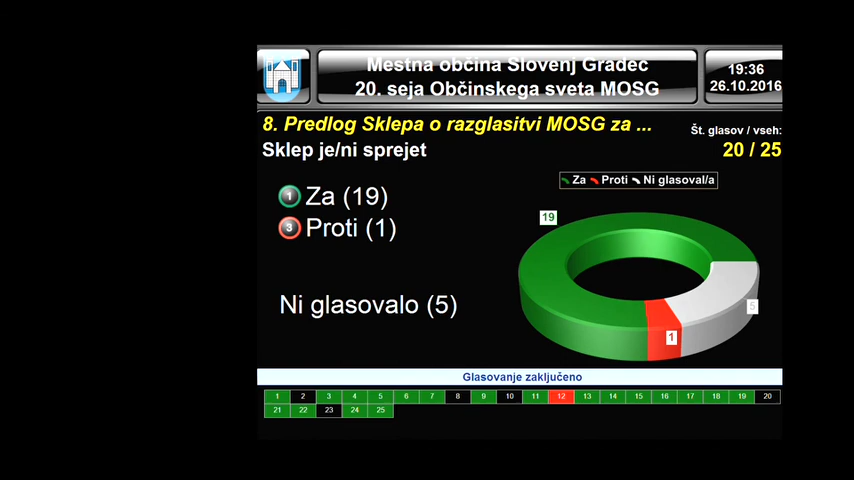 Mestna občina Slovenj Gradec
20. seja Občinskega sveta MOSG
19:36
26.10.2016
8. Predlog Sklepa o razglasitvi MOSG za ...
Št. glasov / vseh:
Sklep je/ni sprejet
20 / 25
Za Proti Ni glasoval/a
1 Za (19)
3 Proti (1)
Ni glasovalo (5)
19
5
1
Glasovanje zaključeno
1 2 3 4 5 6 7 8 9 10 11 12 13 14 15 16 17 18 19 20
21 22 23 24 25